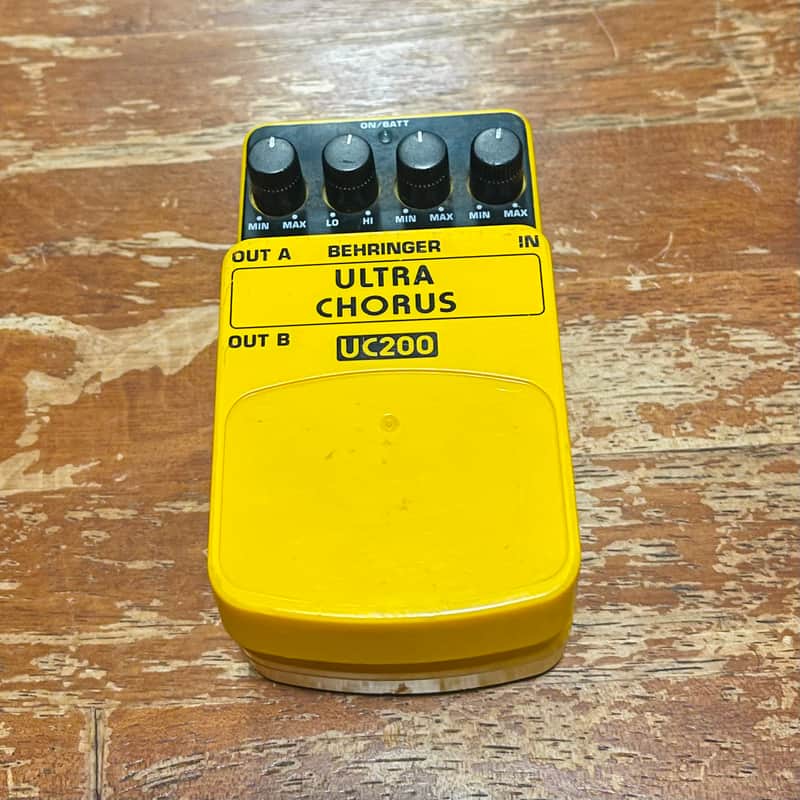 ON/BATT
MIN MAX LO HI MIN MAX MIN MAX
OUT A BEHRINGER IN
ULTRA
CHORUS
OUT B UC200